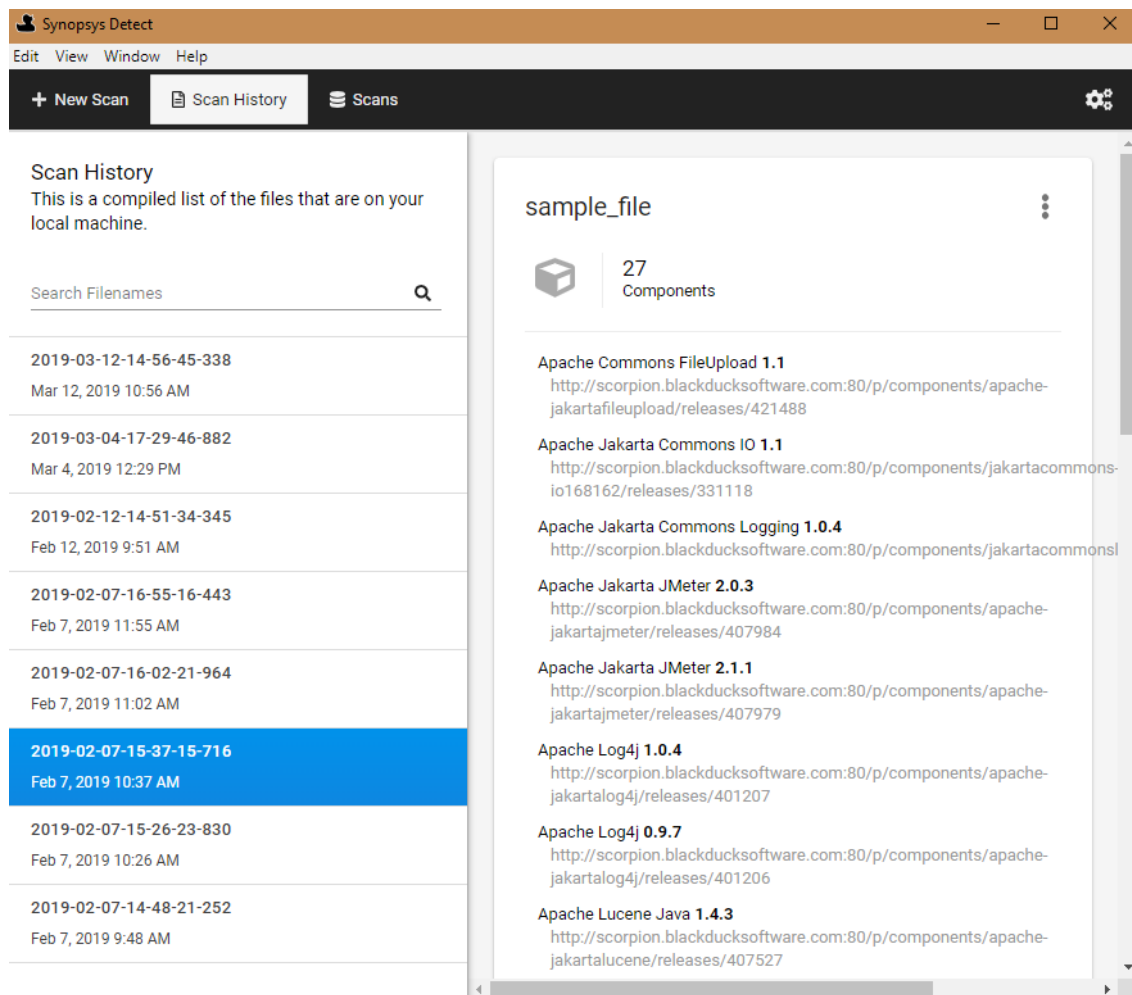 Synopsys Detect
Edit View Window Help
+ New Scan Scan History Scans
Scan History
This is a compiled list of the files that are on your
local machine.
Search Filenames
2019-03-12-14-56-45-338
Mar 12, 2019 10:56 AM
2019-03-04-17-29-46-882
Mar 4, 2019 12:29 PM
2019-02-12-14-51-34-345
Feb 12, 2019 9:51 AM
2019-02-07-16-55-16-443
Feb 7, 2019 11:55 AM
2019-02-07-16-02-21-964
Feb 7, 2019 11:02 AM
2019-02-07-15-37-15-716
Feb 7, 2019 10:37 AM
2019-02-07-15-26-23-830
Feb 7, 2019 10:26 AM
2019-02-07-14-48-21-252
Feb 7, 2019 9:48 AM
sample_file
27
Components
Apache Commons FileUpload 1.1
http://scorpion.blackducksoftware.com:80/p/components/apache-
jakartafileupload/releases/421488
Apache Jakarta Commons IO 1.1
http://scorpion.blackducksoftware.com:80/p/components/jakartacommons-
io168162/releases/331118
Apache Jakarta Commons Logging 1.0.4
http://scorpion.blackducksoftware.com:80/p/components/jakartacommonsl
Apache Jakarta JMeter 2.0.3
http://scorpion.blackducksoftware.com:80/p/components/apache-
jakartajmeter/releases/407984
Apache Jakarta JMeter 2.1.1
http://scorpion.blackducksoftware.com:80/p/components/apache-
jakartajmeter/releases/407979
Apache Log4j 1.0.4
http://scorpion.blackducksoftware.com:80/p/components/apache-
jakartalog4j/releases/401207
Apache Log4j 0.9.7
http://scorpion.blackducksoftware.com:80/p/components/apache-
jakartalog4j/releases/401206
Apache Lucene Java 1.4.3
http://scorpion.blackducksoftware.com:80/p/components/apache-
jakartalucene/releases/407527